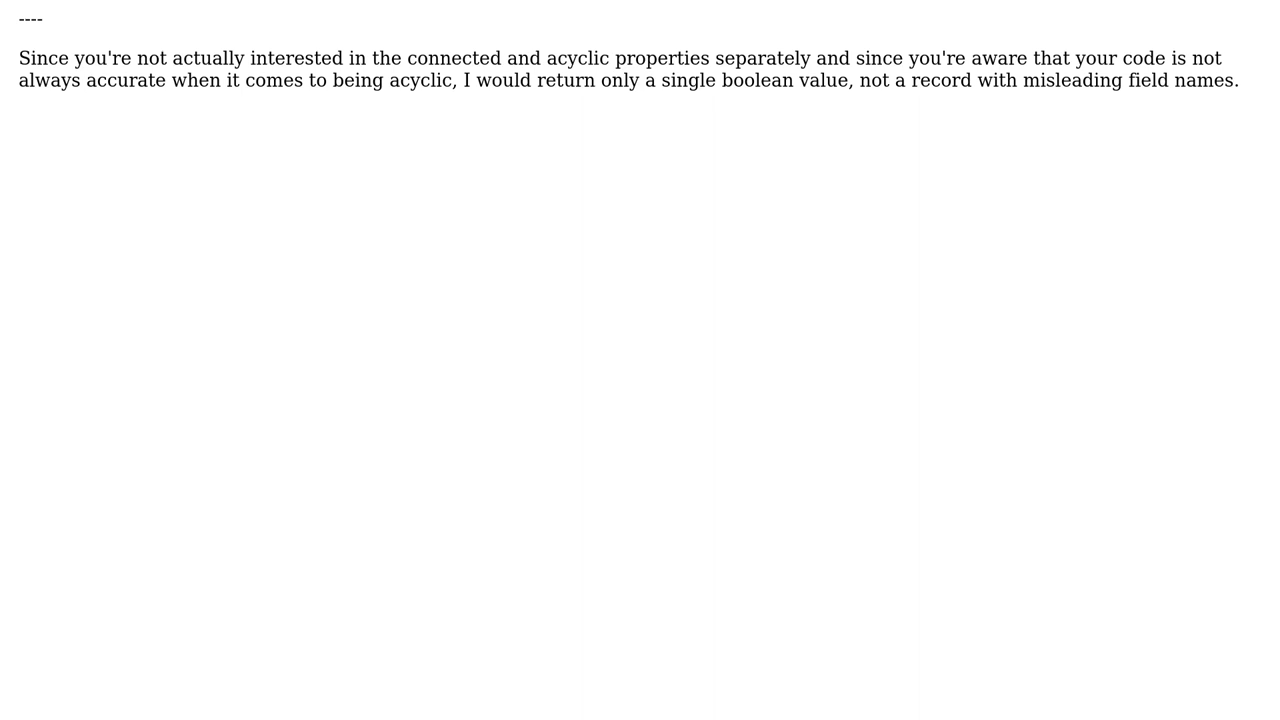 ----
Since you're not actually interested in the connected and acyclic properties separately and since you're aware that your code is not
always accurate when it comes to being acyclic, I would return only a single boolean value, not a record with misleading field names.